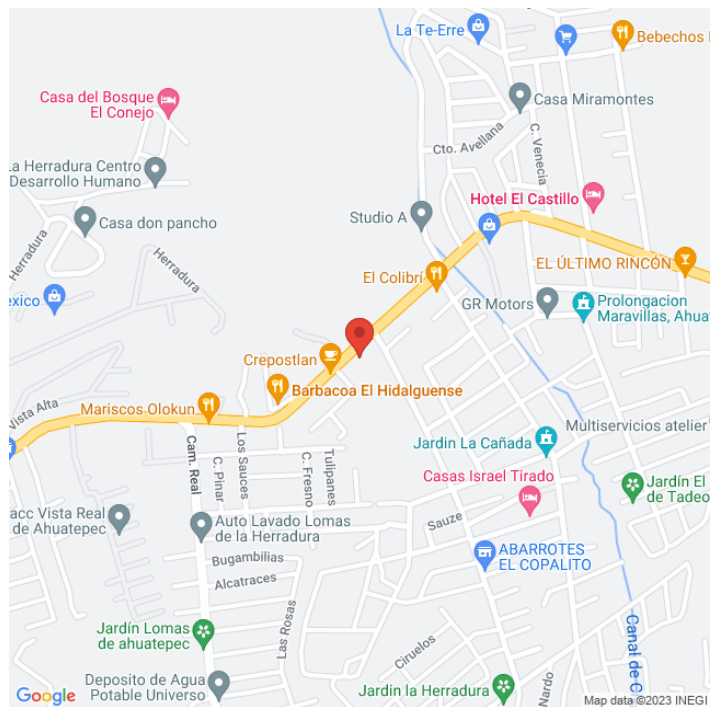 La Te-Erre
Bebechos
Casa del Bosque
El Conejo
Casa Miramontes
Cto. Avellana
C. Venecia
La Herradura Centro
Desarrollo Humano
Hotel El Castillo
Casa don pancho
Studio A
Herradura
Herradura
EL ÚLTIMO RINCÓN
El Colibrí
GR Motors
Prolongacion
Maravillas, Ahuat
exico
Crepostlan
Barbacoa El Hidalguense
Vista Alta
Mariscos Olokun
Multiservicios atelier
Cam. Real
Los Sauces
Tulipanes
Jardin La Cañada
C. Pinar
C. Fresno
Casas Israel Tirado
Jardín El
de Tadeo
acc Vista Real
de Ahuatepec
Auto Lavado Lomas
de la Herradura
Sauze
Bugambilias
ABARROTES
EL COPALITO
Alcatraces
Las Rosas
Jardín Lomas
de ahuatepec
Canal de C
Ciruelos
Deposito de Agua
Potable Universo
Nardo
Jardin la Herradura
Google
Map data ©2023 INEGI